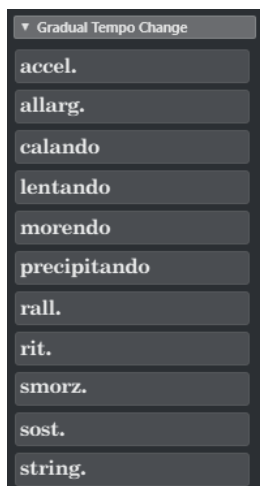 Gradual Tempo Change
accel.
allarg.
calando
lentando
morendo
precipitando
rall.
rit.
smorz.
sost.
string.